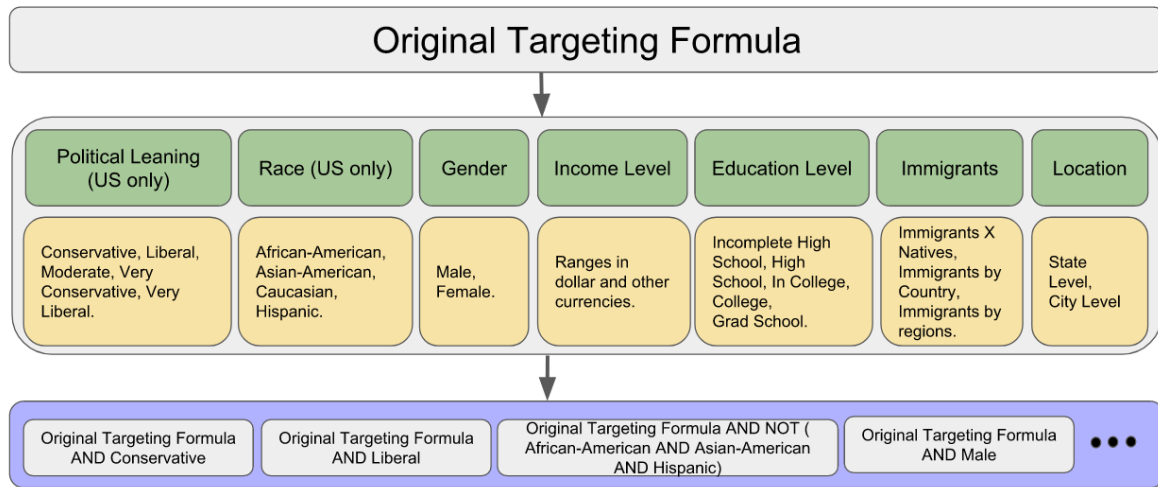 Original Targeting Formula
Political Leaning
(US only)
Race (US only)
Gender
Income Level
Education Level
Immigrants
Location
Conservative, Liberal,
Moderate, Very
Conservative, Very
Liberal.
African-American,
Asian-American,
Caucasian,
Hispanic.
Male,
Female.
Ranges in
dollar and other
currencies.
Incomplete High
School, High
School, In College,
College,
Grad School.
Immigrants X
Natives,
Immigrants by
Country,
Immigrants by
regions.
State
Level,
City Level
Original Targeting Formula
AND Conservative
Original Targeting Formula
AND Liberal
Original Targeting Formula AND NOT (
African-American AND Asian-American
AND Hispanic)
Original Targeting Formula
AND Male